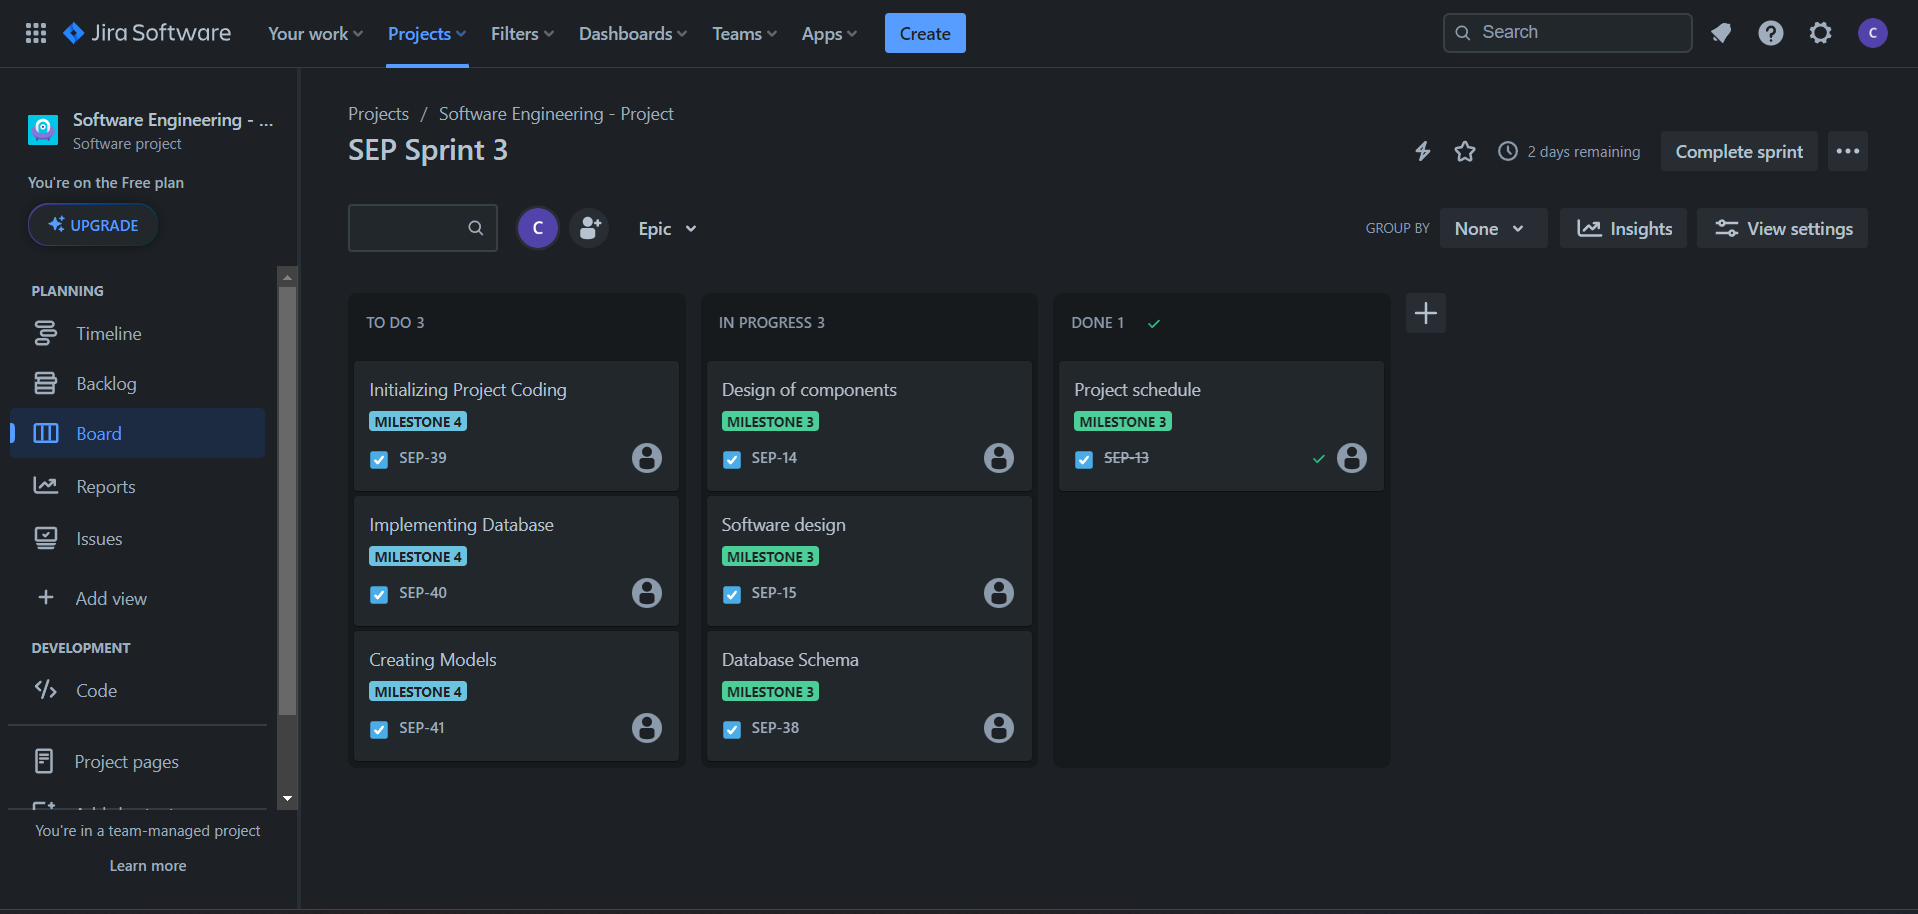 Jira Software
Your work
Projects
Filters
Dashboards
Teams
Apps
Create
Search
C
Software Engineering - ...
Software project
You're on the Free plan
UPGRADE
PLANNING
Timeline
Backlog
Board
Reports
Issues
Add view
DEVELOPMENT
Code
Project pages
You're in a team-managed project
Learn more
Projects / Software Engineering - Project
SEP Sprint 3
2 days remaining
Complete sprint
C
Epic
GROUP BY
None
Insights
View settings
TO DO 3
Initializing Project Coding
MILESTONE 4
SEP-39
Implementing Database
MILESTONE 4
SEP-40
Creating Models
MILESTONE 4
SEP-41
IN PROGRESS 3
Design of components
MILESTONE 3
SEP-14
Software design
MILESTONE 3
SEP-15
Database Schema
MILESTONE 3
SEP-38
DONE 1
Project schedule
MILESTONE 3
SEP-13